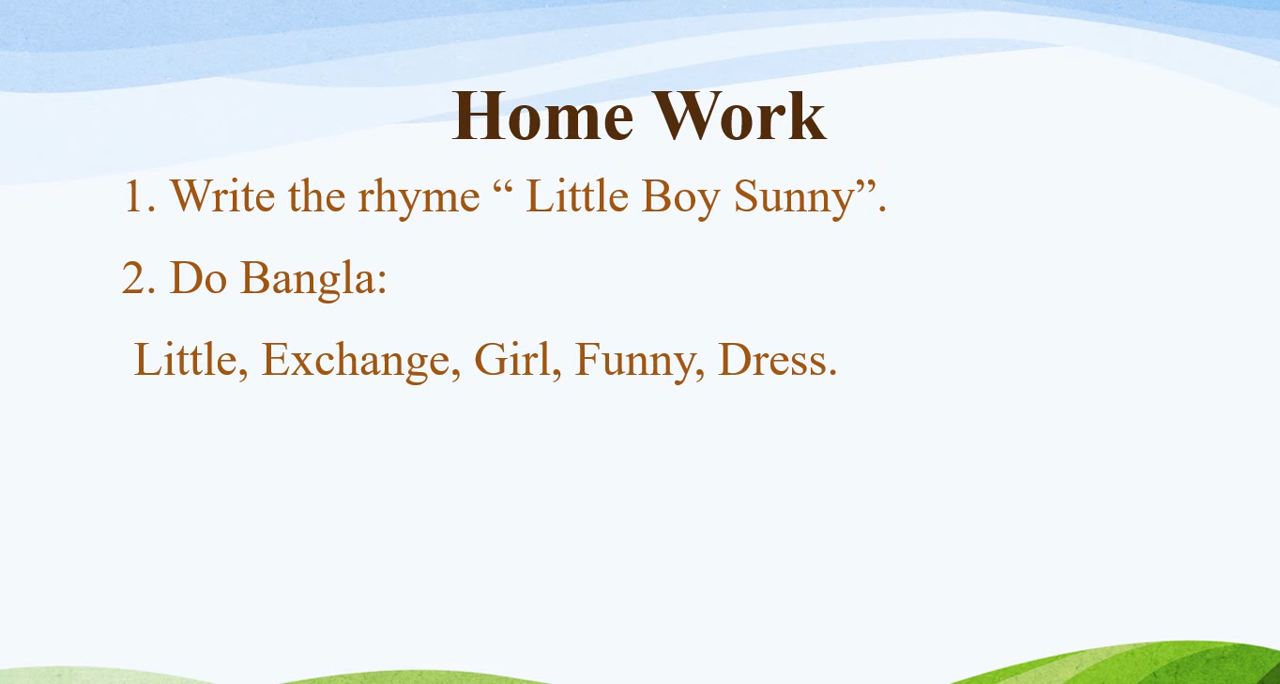 Home Work
1. Write the rhyme “ Little Boy Sunny”.
2. Do Bangla:
Little, Exchange, Girl, Funny, Dress.